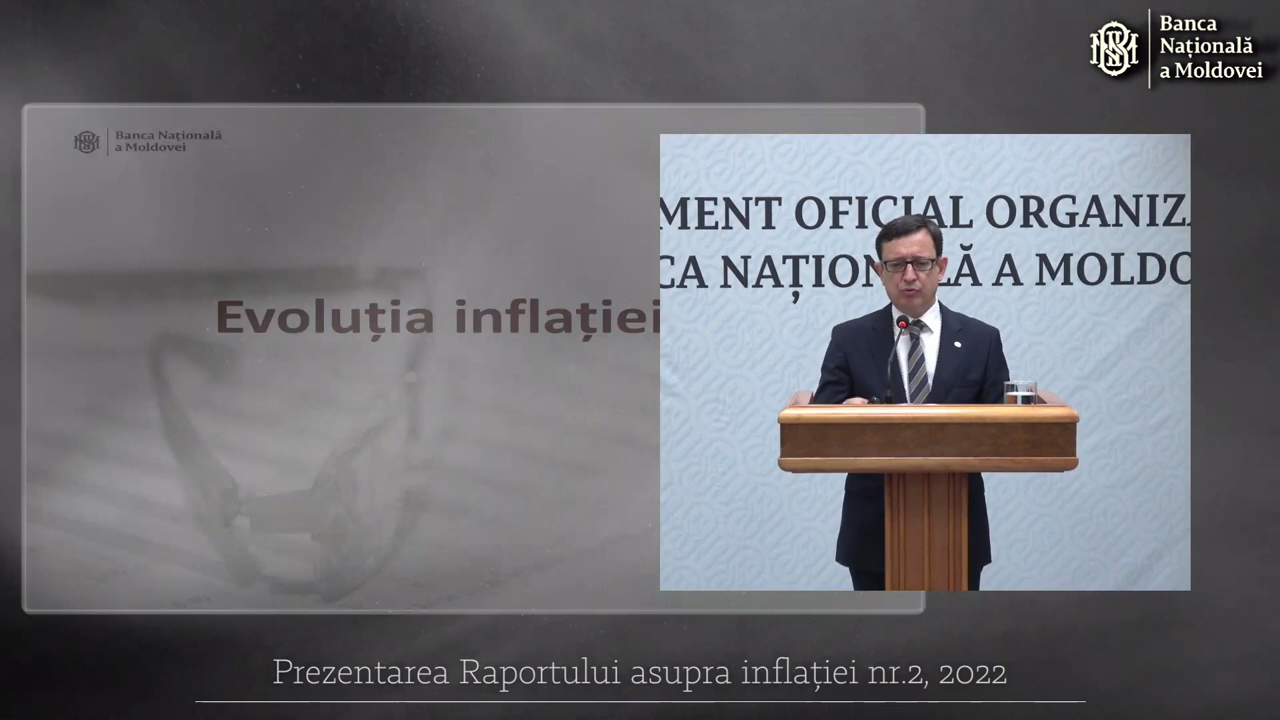 Banca
Națională
a Moldovei
Banca Naţională
a Moldovei
Evoluția inflației
MENT OFICIAL ORGANIZ
CA NAȚIONALĂ A MOLDO
Prezentarea Raportului asupra inflației nr.2, 2022